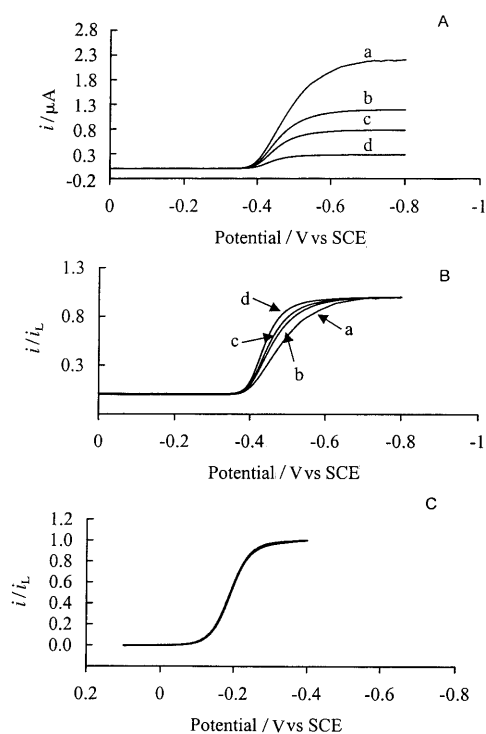 A
2.8
2.3
1.8
1.3
0.8
0.3
-0.2
i/µA
a
b
c
d
0 -0.2 -0.4 -0.6 -0.8 -1
Potential / V vs SCE
B
1.3
0.8
0.3
i/iL
d
c
a
b
0 -0.2 -0.4 -0.6 -0.8 -1
Potential / V vs SCE
C
1.2
1.0
0.8
0.6
0.4
0.2
0.0
i/iL
0.2 0 -0.2 -0.4 -0.6 -0.8
Potential / V vs SCE